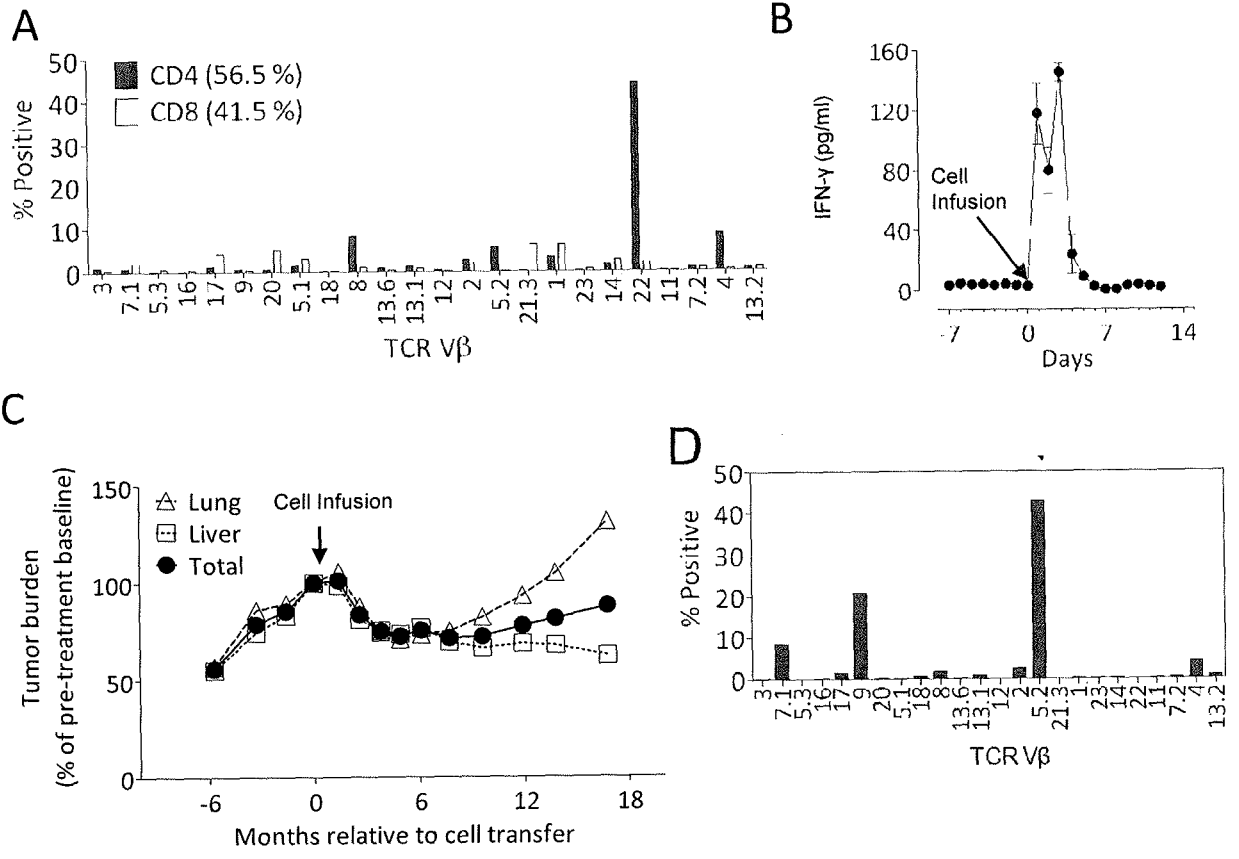 A
50
40
30
20
10
0
% Positive
CD4 (56.5 %)
CD8 (41.5 %)
3 7.1 5.3 16 17 9 20 5.1 18 8 13.6 13.1 12 2 5.2 21.3 1 23 14 22 11 7.2 4 13.2
TCR Vβ
B
160
120
80
40
0
IFN-γ (pg/ml)
Cell
Infusion
-7 0 7 14
Days
C
150
100
50
0
Tumor burden
(% of pre-treatment baseline)
Lung
Liver
Total
Cell Infusion
-6 0 6 12 18
Months relative to cell transfer
D
50
40
30
20
10
0
% Positive
3 7.1 5.3 16 17 9 20 5.1 18 8 13.6 13.1 12 2 5.2 21.3 1 23 14 22 11 7.2 4 13.2
TCR Vβ